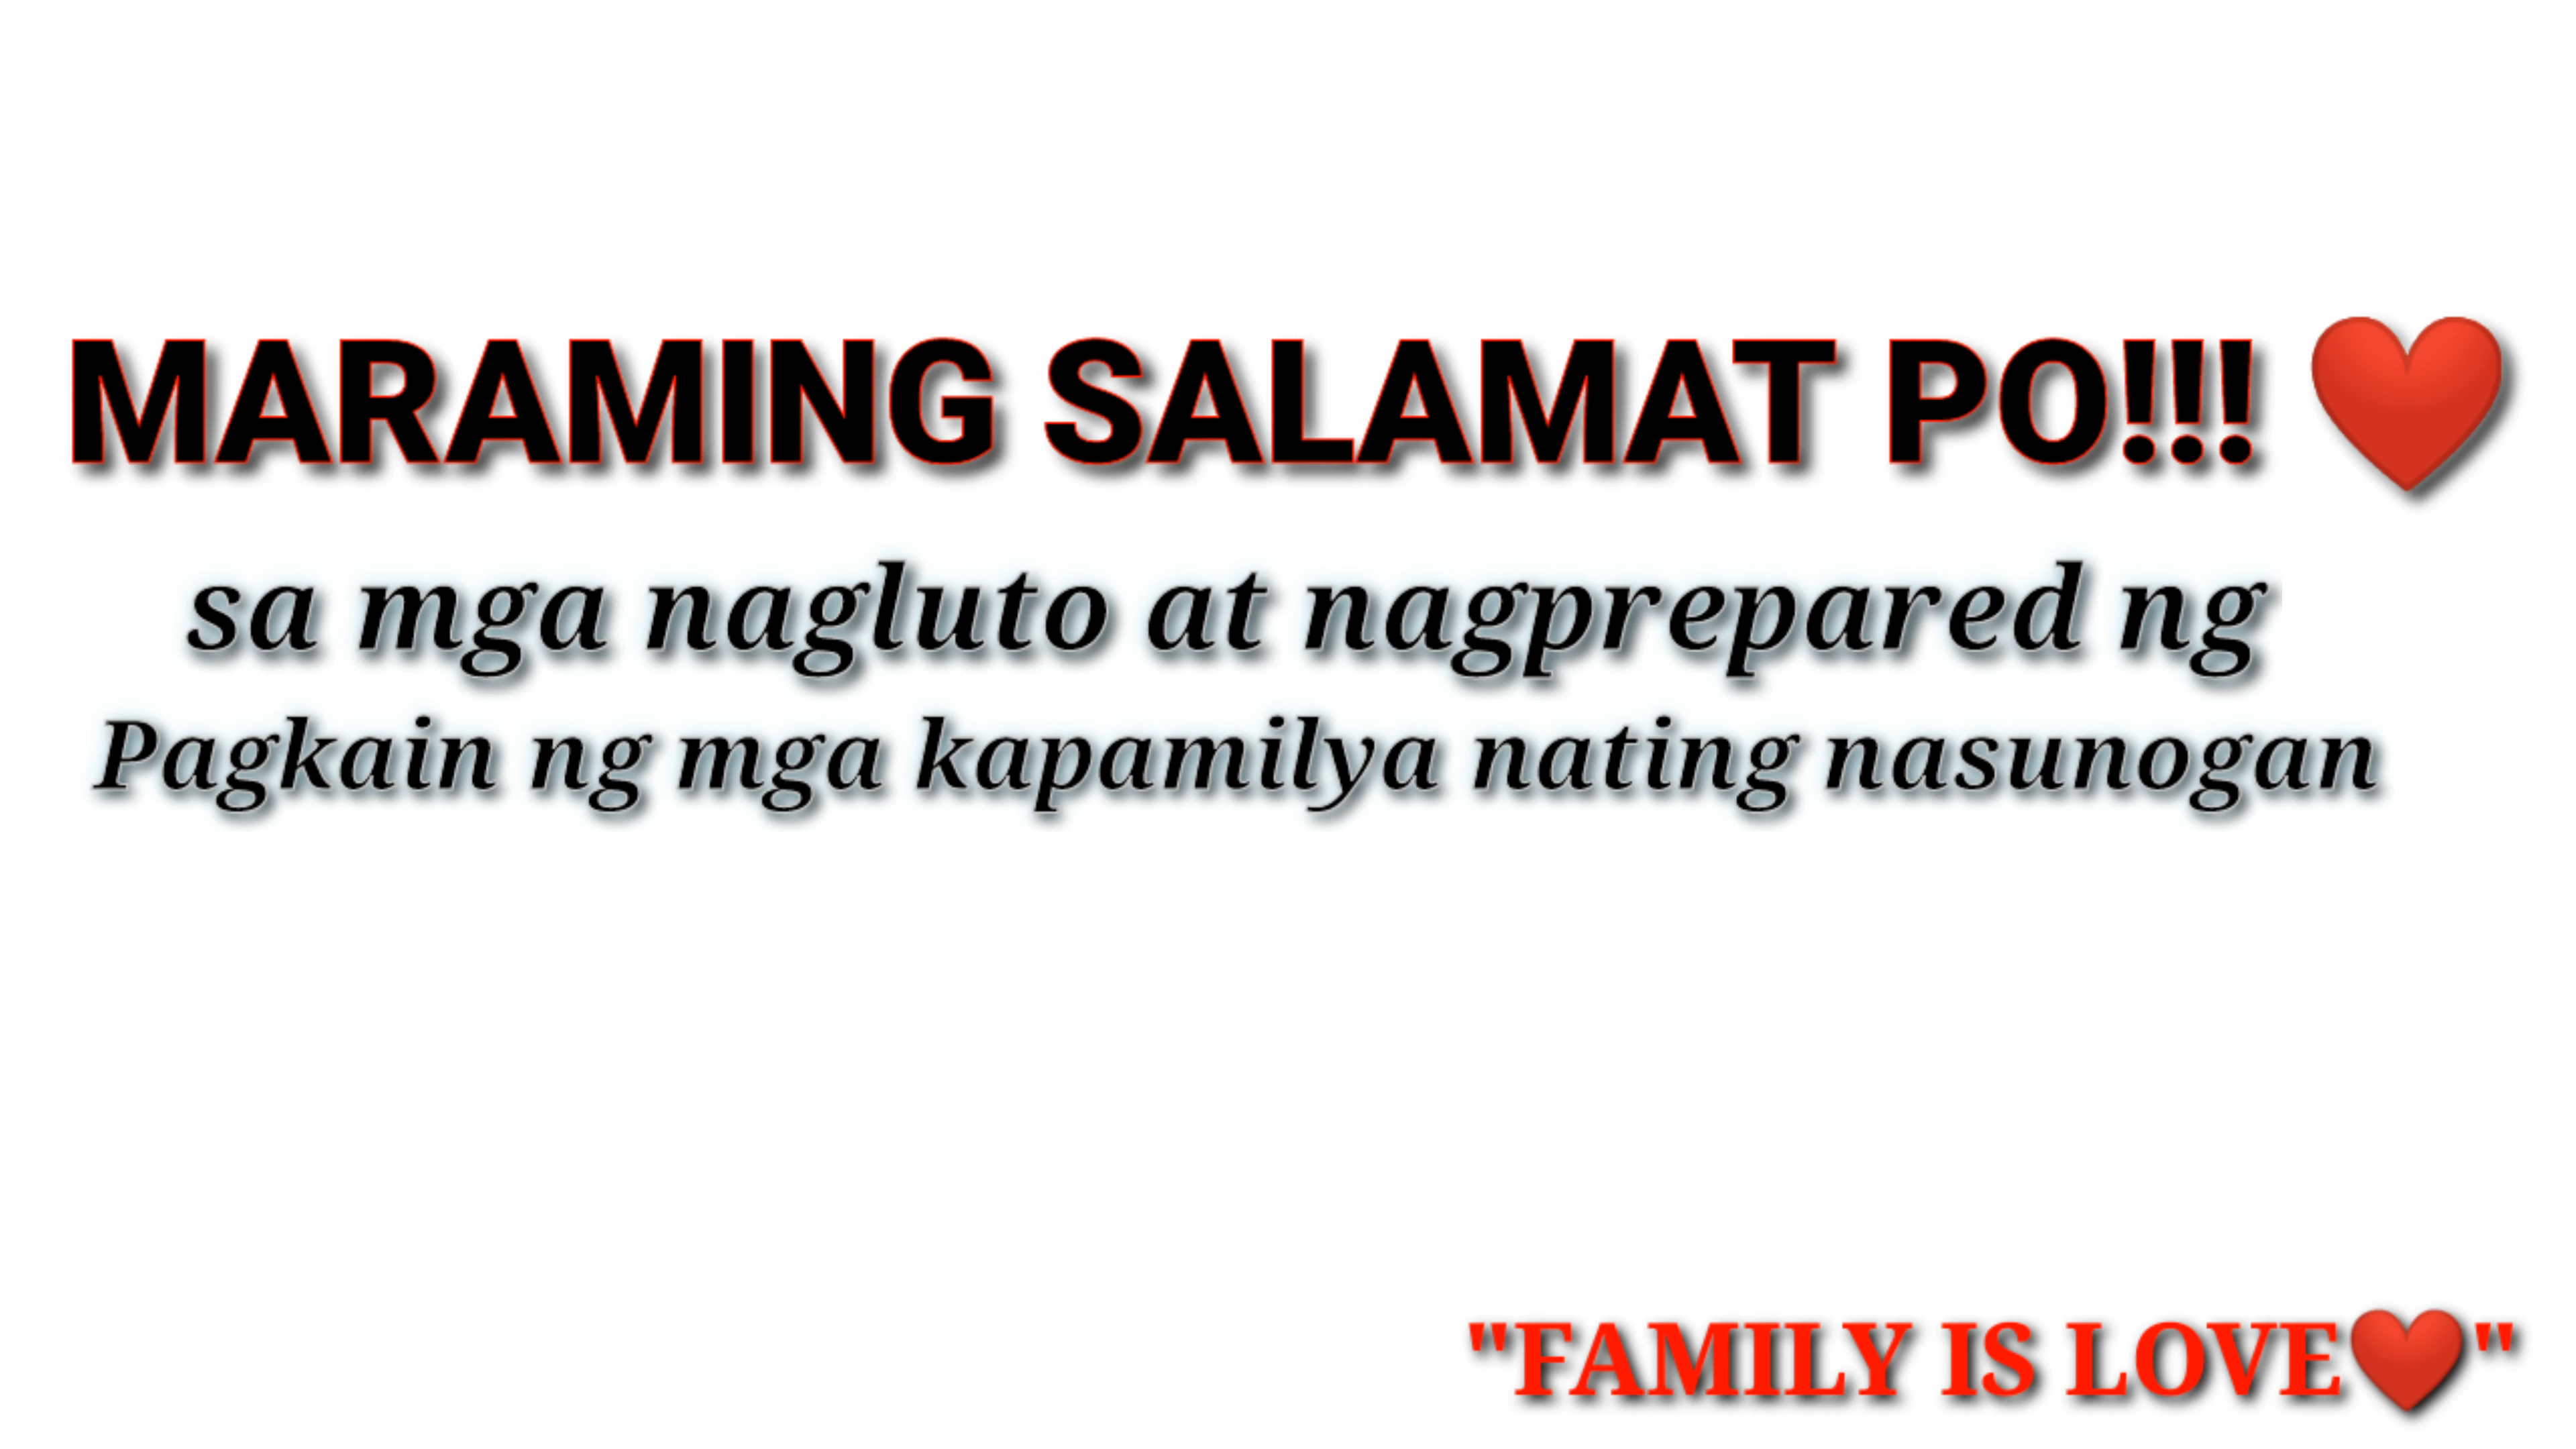 MARAMING SALAMAT PO!!! ❤️
sa mga nagluto at nagprepared ng
Pagkain ng mga kapamilya nating nasunogan
"FAMILY IS LOVE❤️"